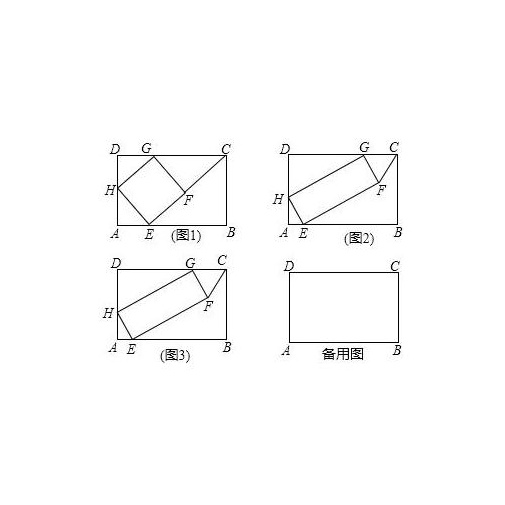 D G C D G C
H F H F
A E B A E B
(图1) (图2)
D G C D C
H F
A E B A B
(图3) 备用图